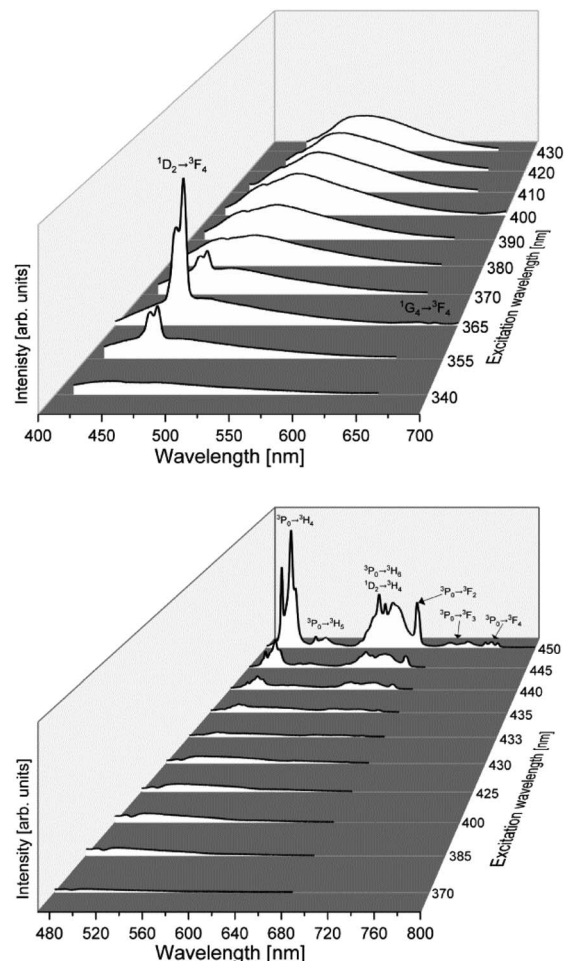 ¹D₂→³F₄
¹G₄→³F₄
Intenisty [arb. units]
430
420
410
400
390
380
370
365
355
340
Excitation wavelength [nm]
400 450 500 550 600 650 700
Wavelength [nm]
³P₀→³H₄
³P₀→³H₅
³P₀→³H₆
¹D₂→³H₄
³P₀→³F₂
³P₀→³F₃
³P₀→³F₄
Intensity [arb. units]
450
445
440
435
433
430
425
400
385
370
Excitation wavelength [nm]
480 520 560 600 640 680 720 760 800
Wavelength [nm]